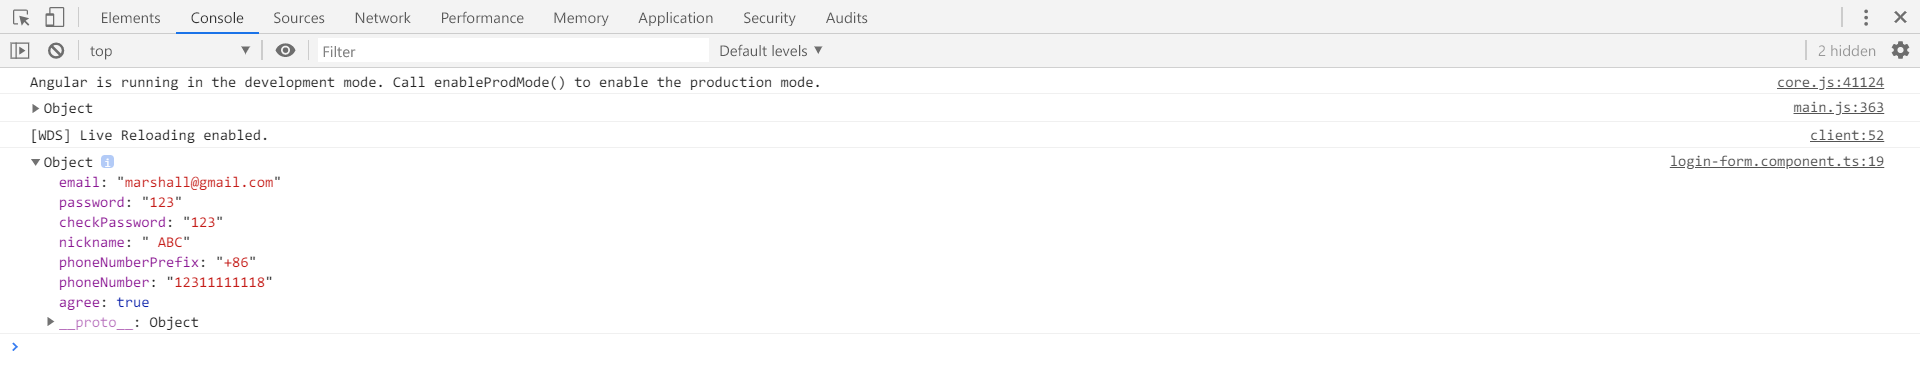 Elements Console Sources Network Performance Memory Application Security Audits
top Filter Default levels 2 hidden
Angular is running in the development mode. Call enableProdMode() to enable the production mode. core.js:41124
Object main.js:363
[WDS] Live Reloading enabled. client:52
Object i login-form.component.ts:19
email: "marshall@gmail.com"
password: "123"
checkPassword: "123"
nickname: " ABC"
phoneNumberPrefix: "+86"
phoneNumber: "12311111118"
agree: true
__proto__: Object